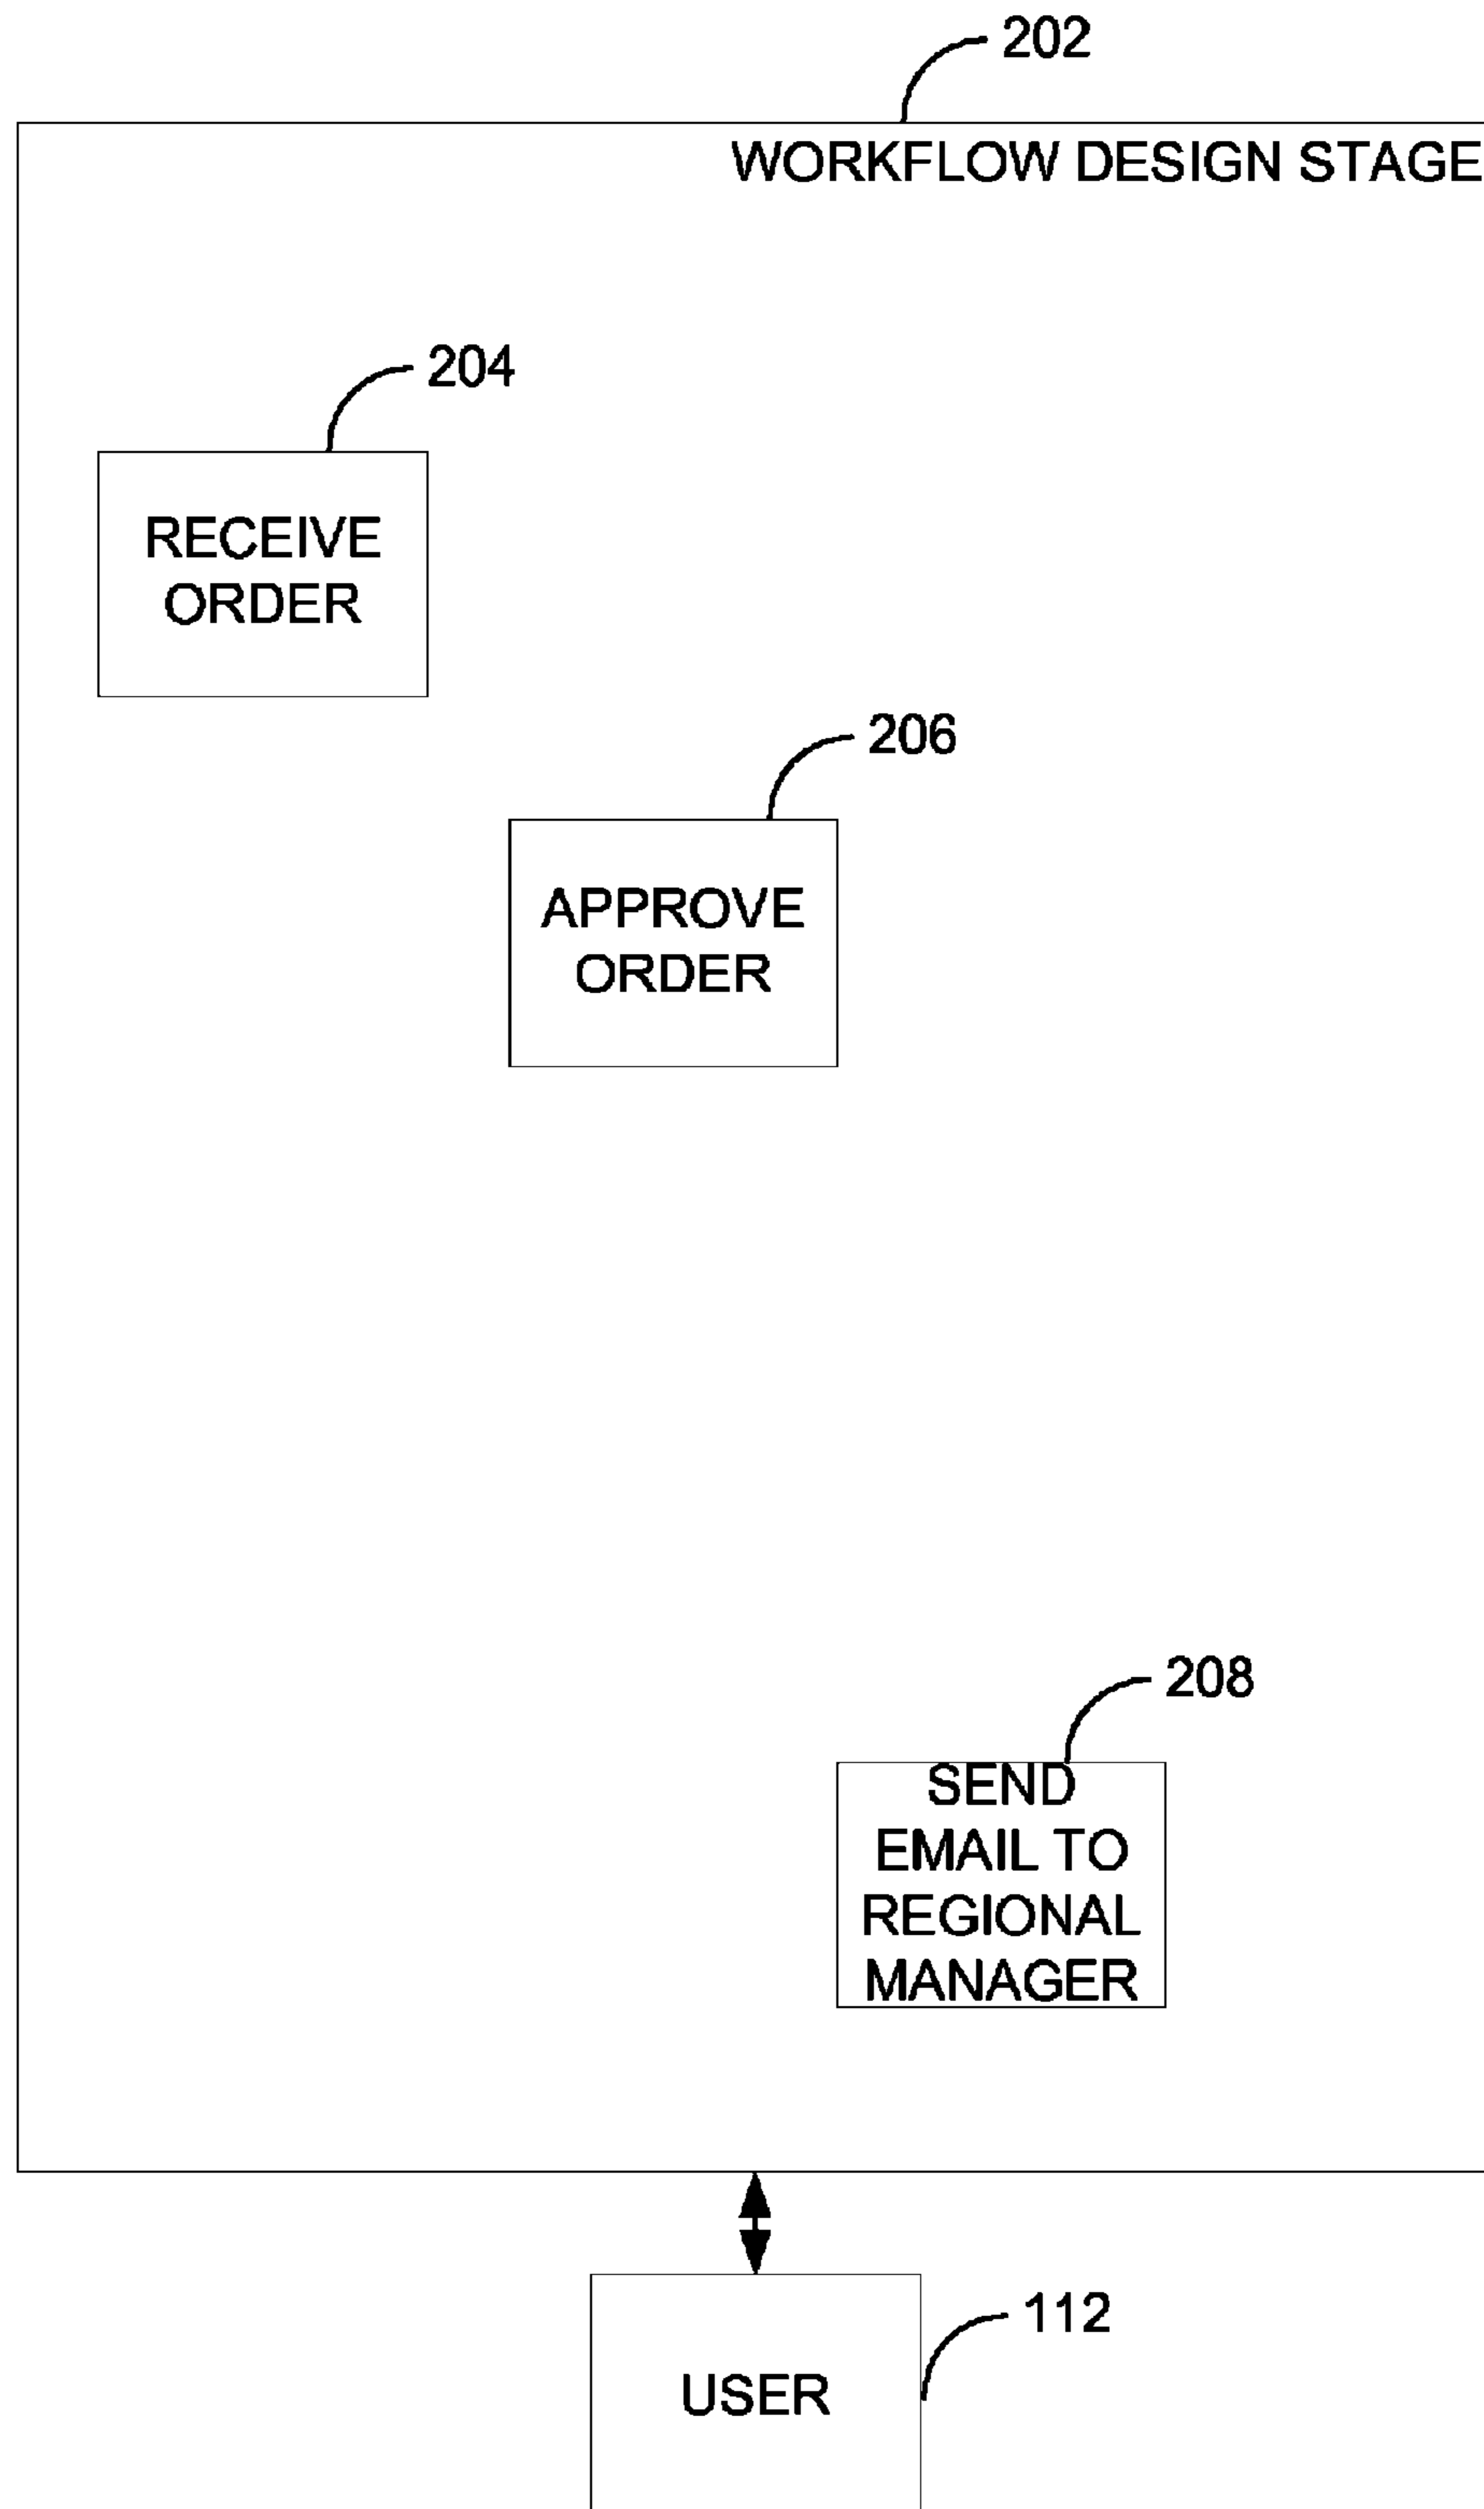 202
WORKFLOW DESIGN STAGE
204
RECEIVE
ORDER
206
APPROVE
ORDER
208
SEND
EMAIL TO
REGIONAL
MANAGER
112
USER